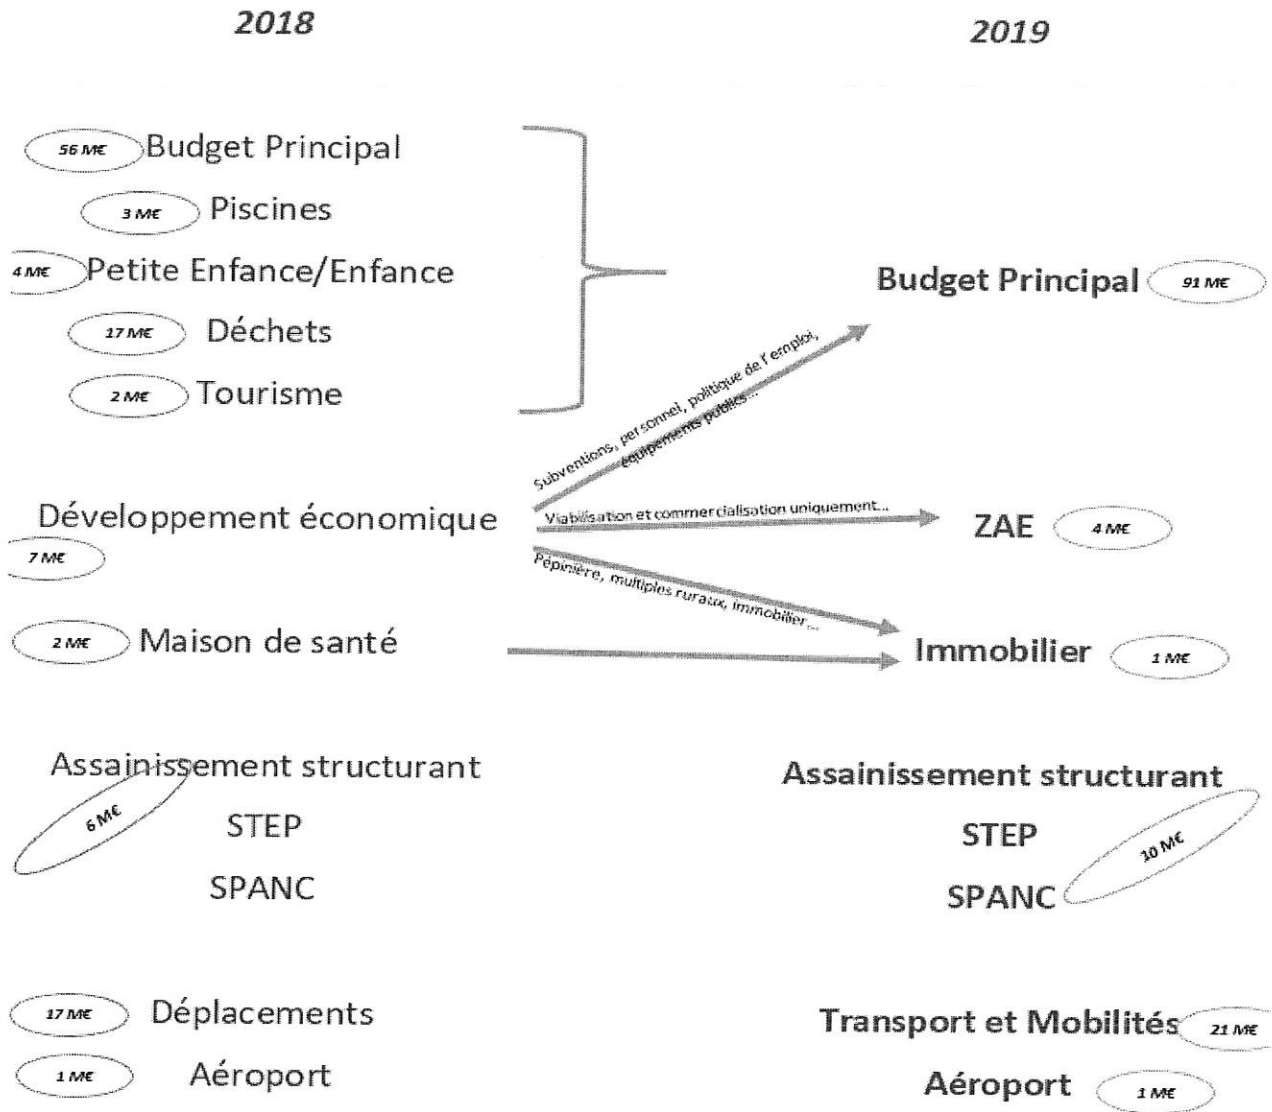 2018
2019
56 M€ Budget Principal
3 M€ Piscines
4 M€ Petite Enfance/Enfance
17 M€ Déchets
2 M€ Tourisme
Budget Principal 91 M€
Subventions, personnel, politique de l'emploi,
équipements publics...
Développement économique
7 M€
Viabilisation et commercialisation uniquement...
ZAE 4 M€
Pépinière, multiples ruraux, immobilier...
2 M€ Maison de santé
Immobilier 1 M€
Assainissement structurant
6 M€
STEP
SPANC
Assainissement structurant
STEP
10 M€
SPANC
17 M€ Déplacements
1 M€ Aéroport
Transport et Mobilités 21 M€
Aéroport 1 M€